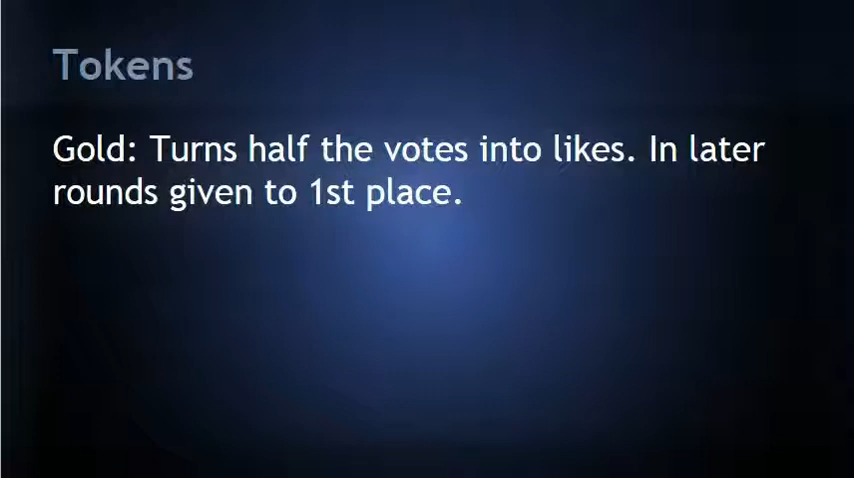 Tokens
Gold: Turns half the votes into likes. In later
rounds given to 1st place.